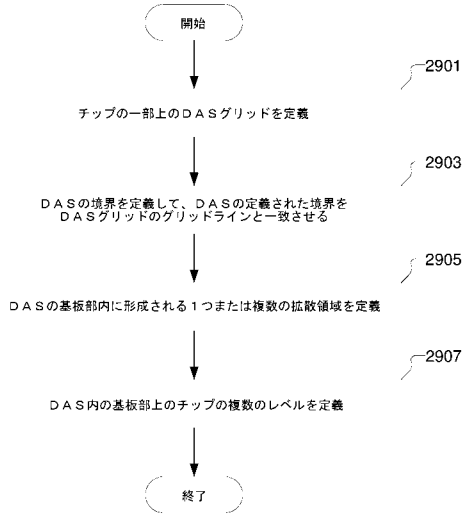 開始
2901
チップの一部上のDASグリッドを定義
2903
DASの境界を定義して、DASの定義された境界を
DASグリッドのグリッドラインと一致させる
2905
DASの基板部内に形成される1つまたは複数の拡散領域を定義
2907
DAS内の基板部上のチップの複数のレベルを定義
終了